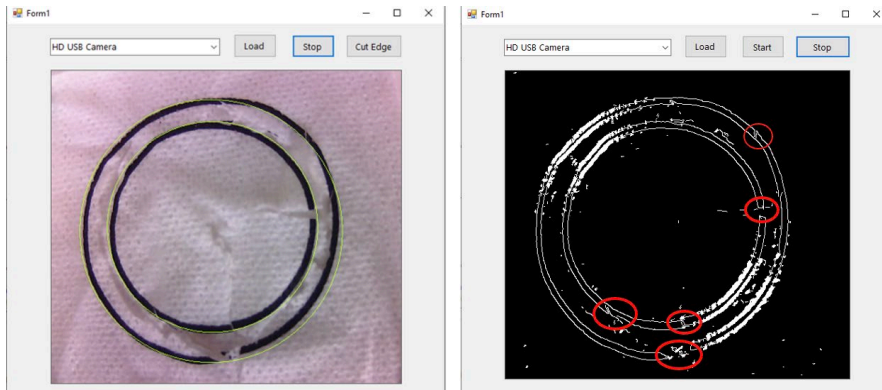 Form1
HD USB Camera
Load
Stop
Cut Edge
Form1
HD USB Camera
Load
Start
Stop